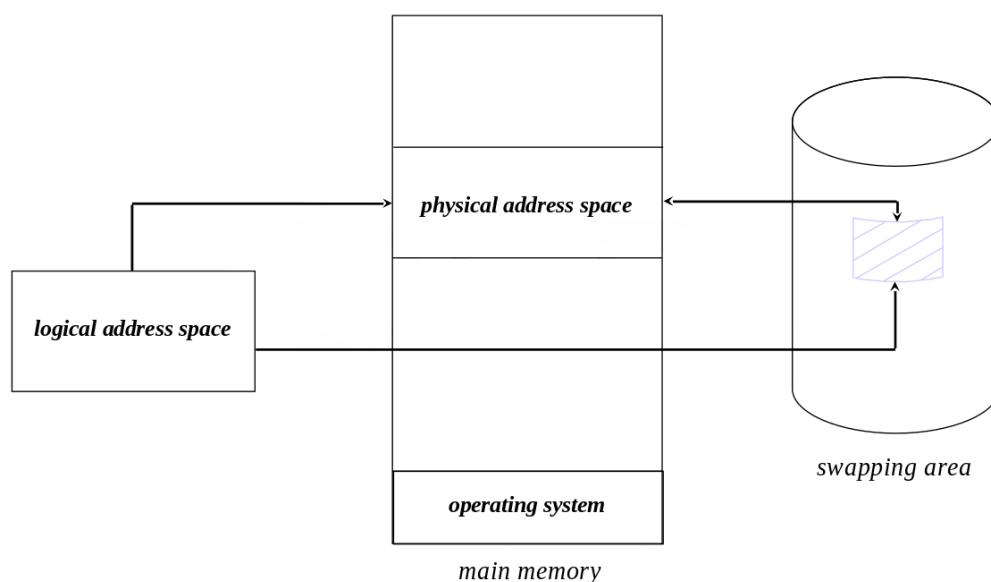 physical address space
logical address space
swapping area
operating system
main memory